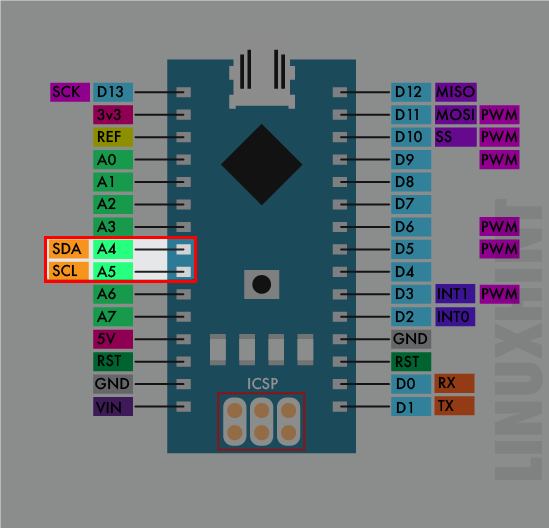 SCK D13 D12 MISO
3v3 D11 MOSI PWM
REF D10 SS PWM
A0 D9 PWM
A1 D8
A2 D7
A3 D6 PWM
SDA A4 D5 PWM
SCL A5 D4
A6 D3 INT1 PWM
A7 D2 INT0
5V GND
RST RST
GND ICSP D0 RX
VIN D1 TX
LINUXHINT